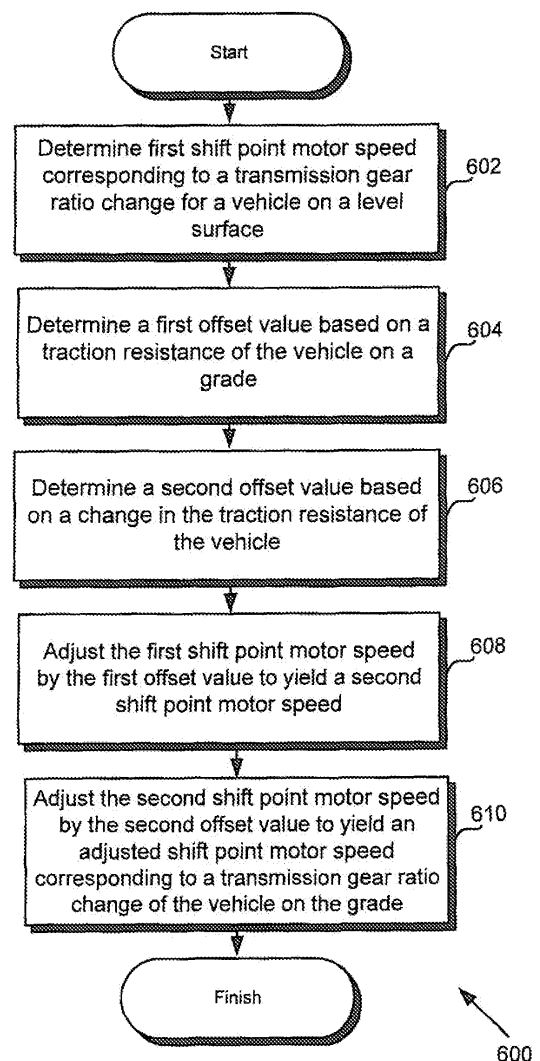 Start
Determine first shift point motor speed
corresponding to a transmission gear
ratio change for a vehicle on a level
surface
602
Determine a first offset value based on a
traction resistance of the vehicle on a
grade
604
Determine a second offset value based
on a change in the traction resistance of
the vehicle
606
Adjust the first shift point motor speed
by the first offset value to yield a second
shift point motor speed
608
Adjust the second shift point motor speed
by the second offset value to yield an
adjusted shift point motor speed
corresponding to a transmission gear ratio
change of the vehicle on the grade
610
Finish
600